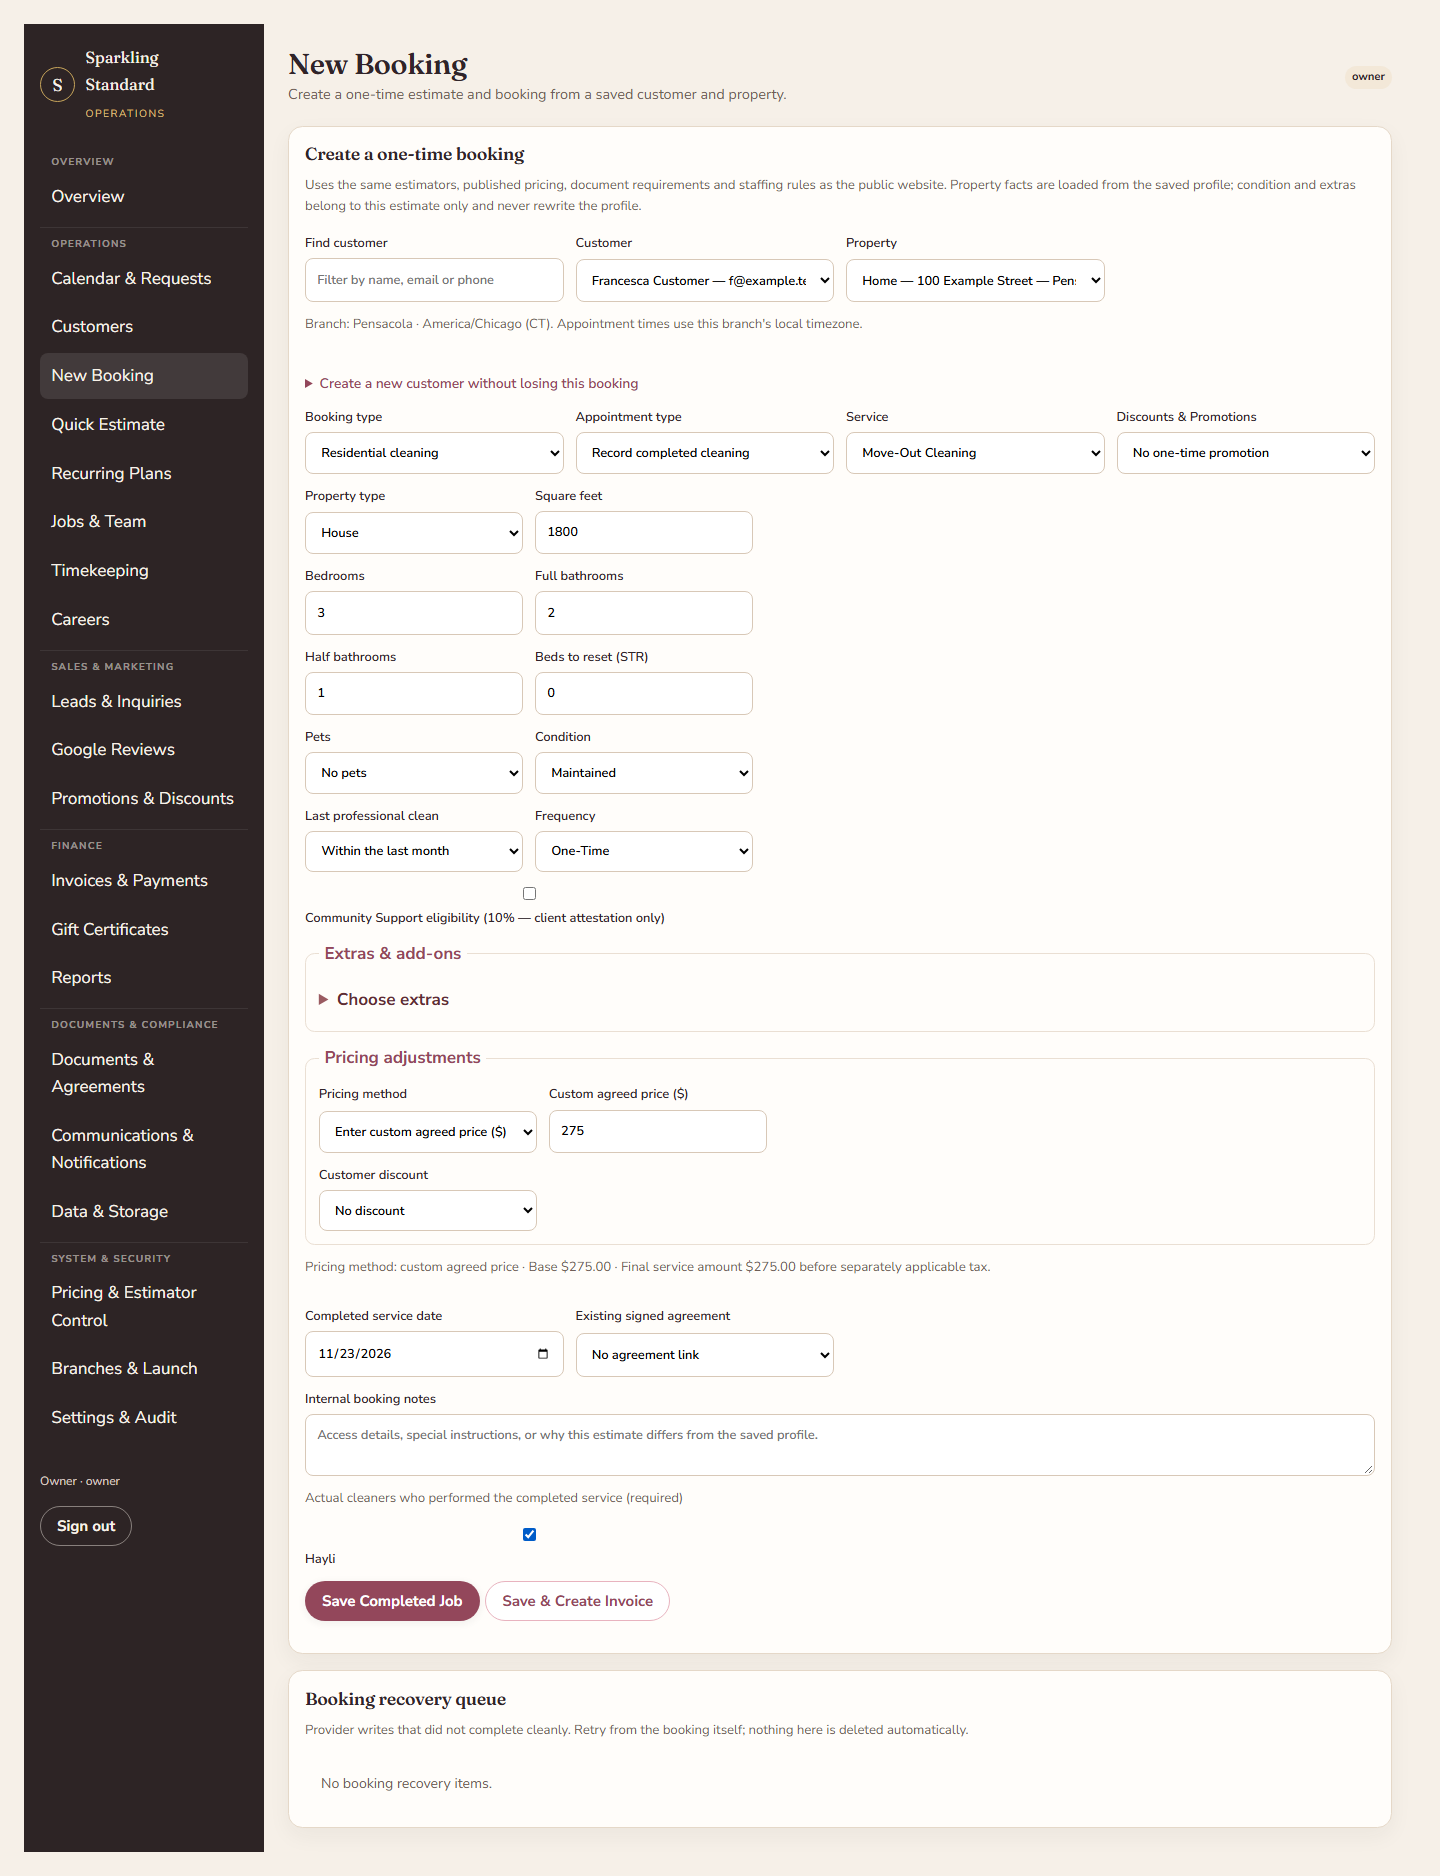 S
Sparkling
Standard
OPERATIONS
OVERVIEW
Overview
OPERATIONS
Calendar & Requests
Customers
New Booking
Quick Estimate
Recurring Plans
Jobs & Team
Timekeeping
Careers
SALES & MARKETING
Leads & Inquiries
Google Reviews
Promotions & Discounts
FINANCE
Invoices & Payments
Gift Certificates
Reports
DOCUMENTS & COMPLIANCE
Documents &
Agreements
Communications &
Notifications
Data & Storage
SYSTEM & SECURITY
Pricing & Estimator
Control
Branches & Launch
Settings & Audit
Owner · owner
Sign out
New Booking
Create a one-time estimate and booking from a saved customer and property.
owner
Create a one-time booking
Uses the same estimators, published pricing, document requirements and staffing rules as the public website. Property facts are loaded from the saved profile; condition and extras
belong to this estimate only and never rewrite the profile.
Find customer Customer Property
Filter by name, email or phone Francesca Customer — f@example.te Home — 100 Example Street — Pens
Branch: Pensacola · America/Chicago (CT). Appointment times use this branch's local timezone.
Create a new customer without losing this booking
Booking type Appointment type Service Discounts & Promotions
Residential cleaning Record completed cleaning Move-Out Cleaning No one-time promotion
Property type Square feet
House 1800
Bedrooms Full bathrooms
3 2
Half bathrooms Beds to reset (STR)
1 0
Pets Condition
No pets Maintained
Last professional clean Frequency
Within the last month One-Time
Community Support eligibility (10% — client attestation only)
Extras & add-ons
Choose extras
Pricing adjustments
Pricing method Custom agreed price ($)
Enter custom agreed price ($) 275
Customer discount
No discount
Pricing method: custom agreed price · Base $275.00 · Final service amount $275.00 before separately applicable tax.
Completed service date Existing signed agreement
11/23/2026 No agreement link
Internal booking notes
Access details, special instructions, or why this estimate differs from the saved profile.
Actual cleaners who performed the completed service (required)
Hayli
Save Completed Job Save & Create Invoice
Booking recovery queue
Provider writes that did not complete cleanly. Retry from the booking itself; nothing here is deleted automatically.
No booking recovery items.